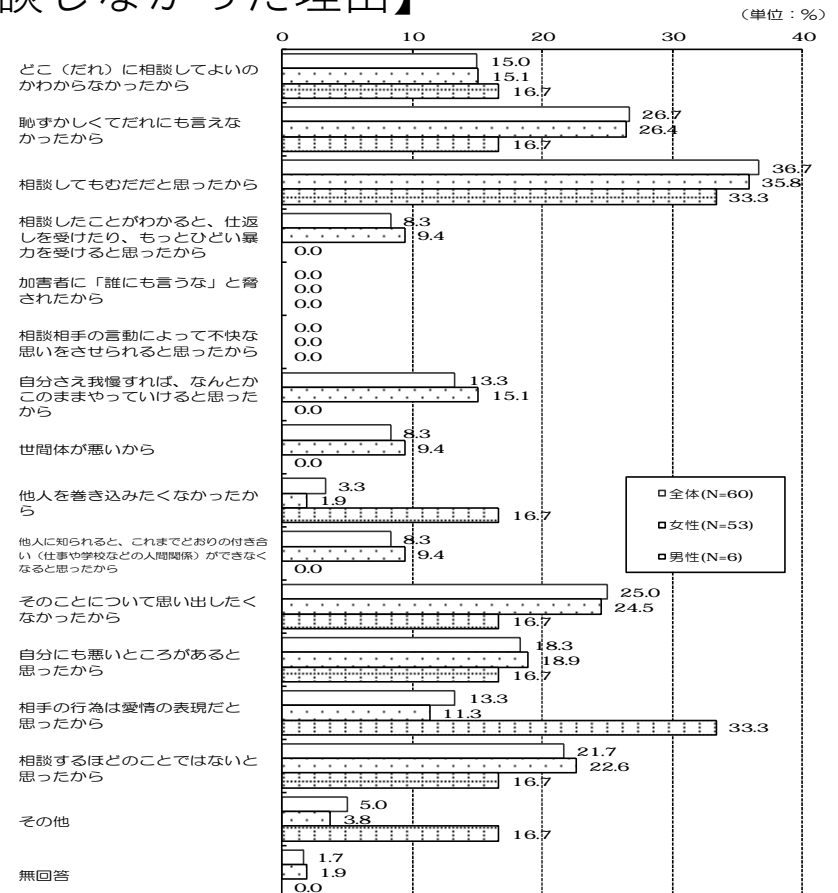 談しなかった理由】
(単位:%)
0 10 20 30 40
どこ(だれ)に相談してよいの
かわからなかったから
15.0
15.1
16.7
恥ずかしくてだれにも言えな
かったから
26.7
26.4
16.7
相談してもむだだと思ったから
36.7
35.8
33.3
相談したことがわかると、仕返
しを受けたり、もっとひどい暴
力を受けると思ったから
8.3
9.4
0.0
加害者に「誰にも言うな」と脅
されたから
0.0
0.0
0.0
相談相手の言動によって不快な
思いをさせられると思ったから
0.0
0.0
0.0
自分さえ我慢すれば、なんとか
このままやっていけると思った
から
13.3
15.1
0.0
世間体が悪いから
8.3
9.4
0.0
他人を巻き込みたくなかったか
ら
3.3
1.9
16.7
他人に知られると、これまでどおりの付き合
い(仕事や学校などの人間関係)ができなく
なると思ったから
8.3
9.4
0.0
そのことについて思い出したく
なかったから
25.0
24.5
16.7
自分にも悪いところがあると
思ったから
18.3
18.9
16.7
相手の行為は愛情の表現だと
思ったから
13.3
11.3
33.3
相談するほどのことではないと
思ったから
21.7
22.6
16.7
その他
5.0
3.8
16.7
無回答
1.7
1.9
0.0
全体(N=60)
女性(N=53)
男性(N=6)